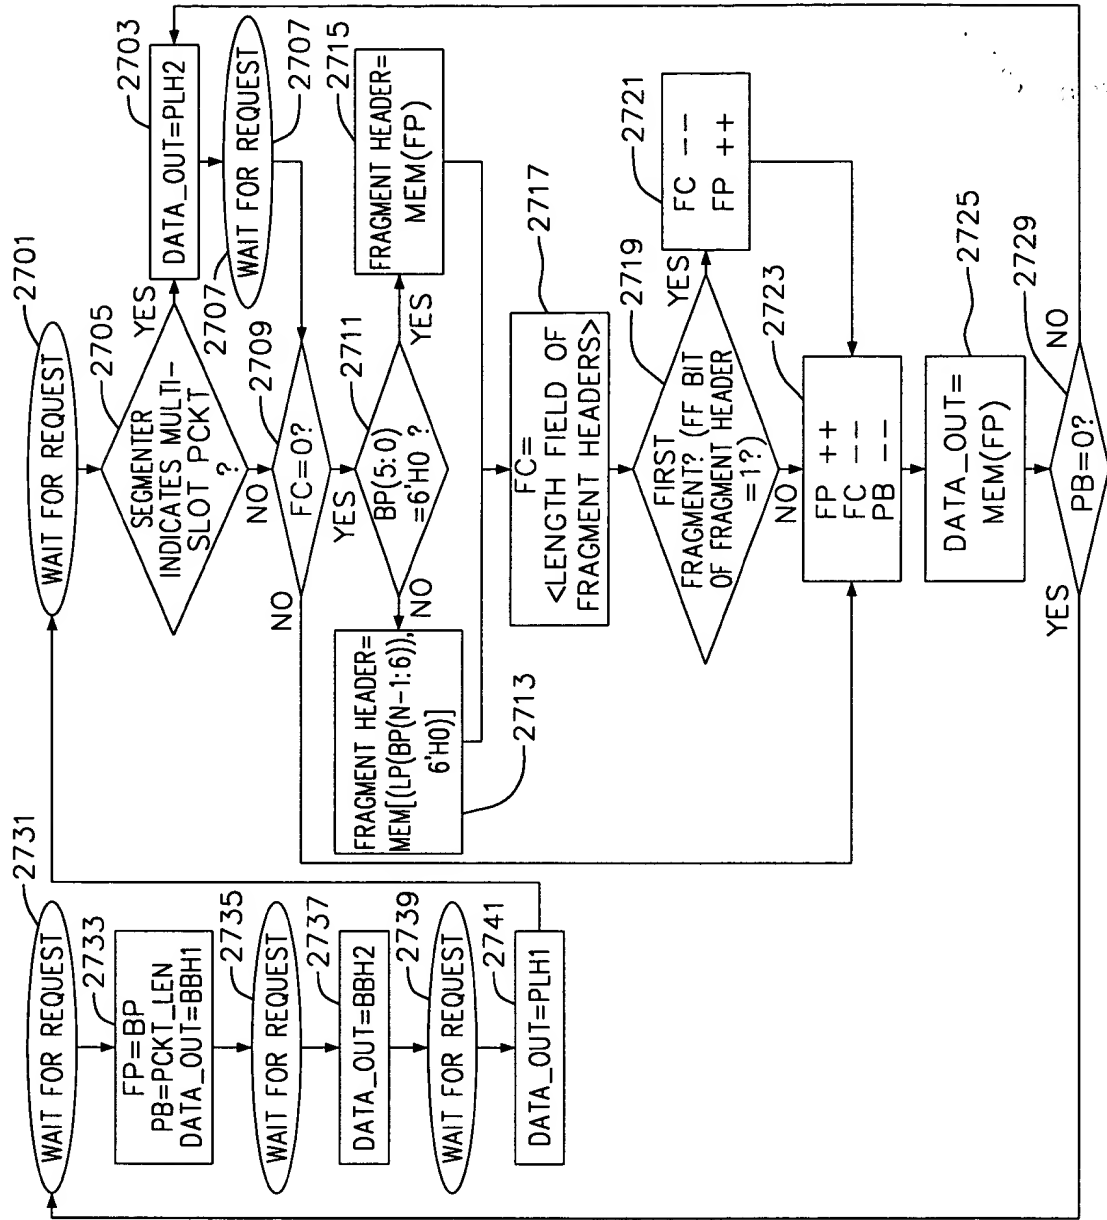 2731
WAIT FOR REQUEST
2733
FP=BP
PB=PCKT_LEN
DATA_OUT=BBH1
2735
WAIT FOR REQUEST
2737
DATA_OUT=BBH2
2739
WAIT FOR REQUEST
2741
DATA_OUT=PLH1
2701
WAIT FOR REQUEST
2705
SEGMENTER
INDICATES MULTI-
SLOT PCKT
?
YES
NO
2703
DATA_OUT=PLH2
2707
WAIT FOR REQUEST
2707
2709
FC=0?
NO
YES
2711
BP(5:0)
=6'H0 ?
NO
YES
FRAGMENT HEADER=
MEM[(LP(BP(N-1:6)),
6'H0)]
2713
2715
FRAGMENT HEADER=
MEM(FP)
2717
FC=
<LENGTH FIELD OF
FRAGMENT HEADERS>
2719
FIRST
FRAGMENT? (FF BIT
OF FRAGMENT HEADER
=1?)
YES
NO
2721
FC --
FP ++
2723
FP ++
FC --
PB --
2725
DATA_OUT=
MEM(FP)
2729
PB=0?
YES
NO